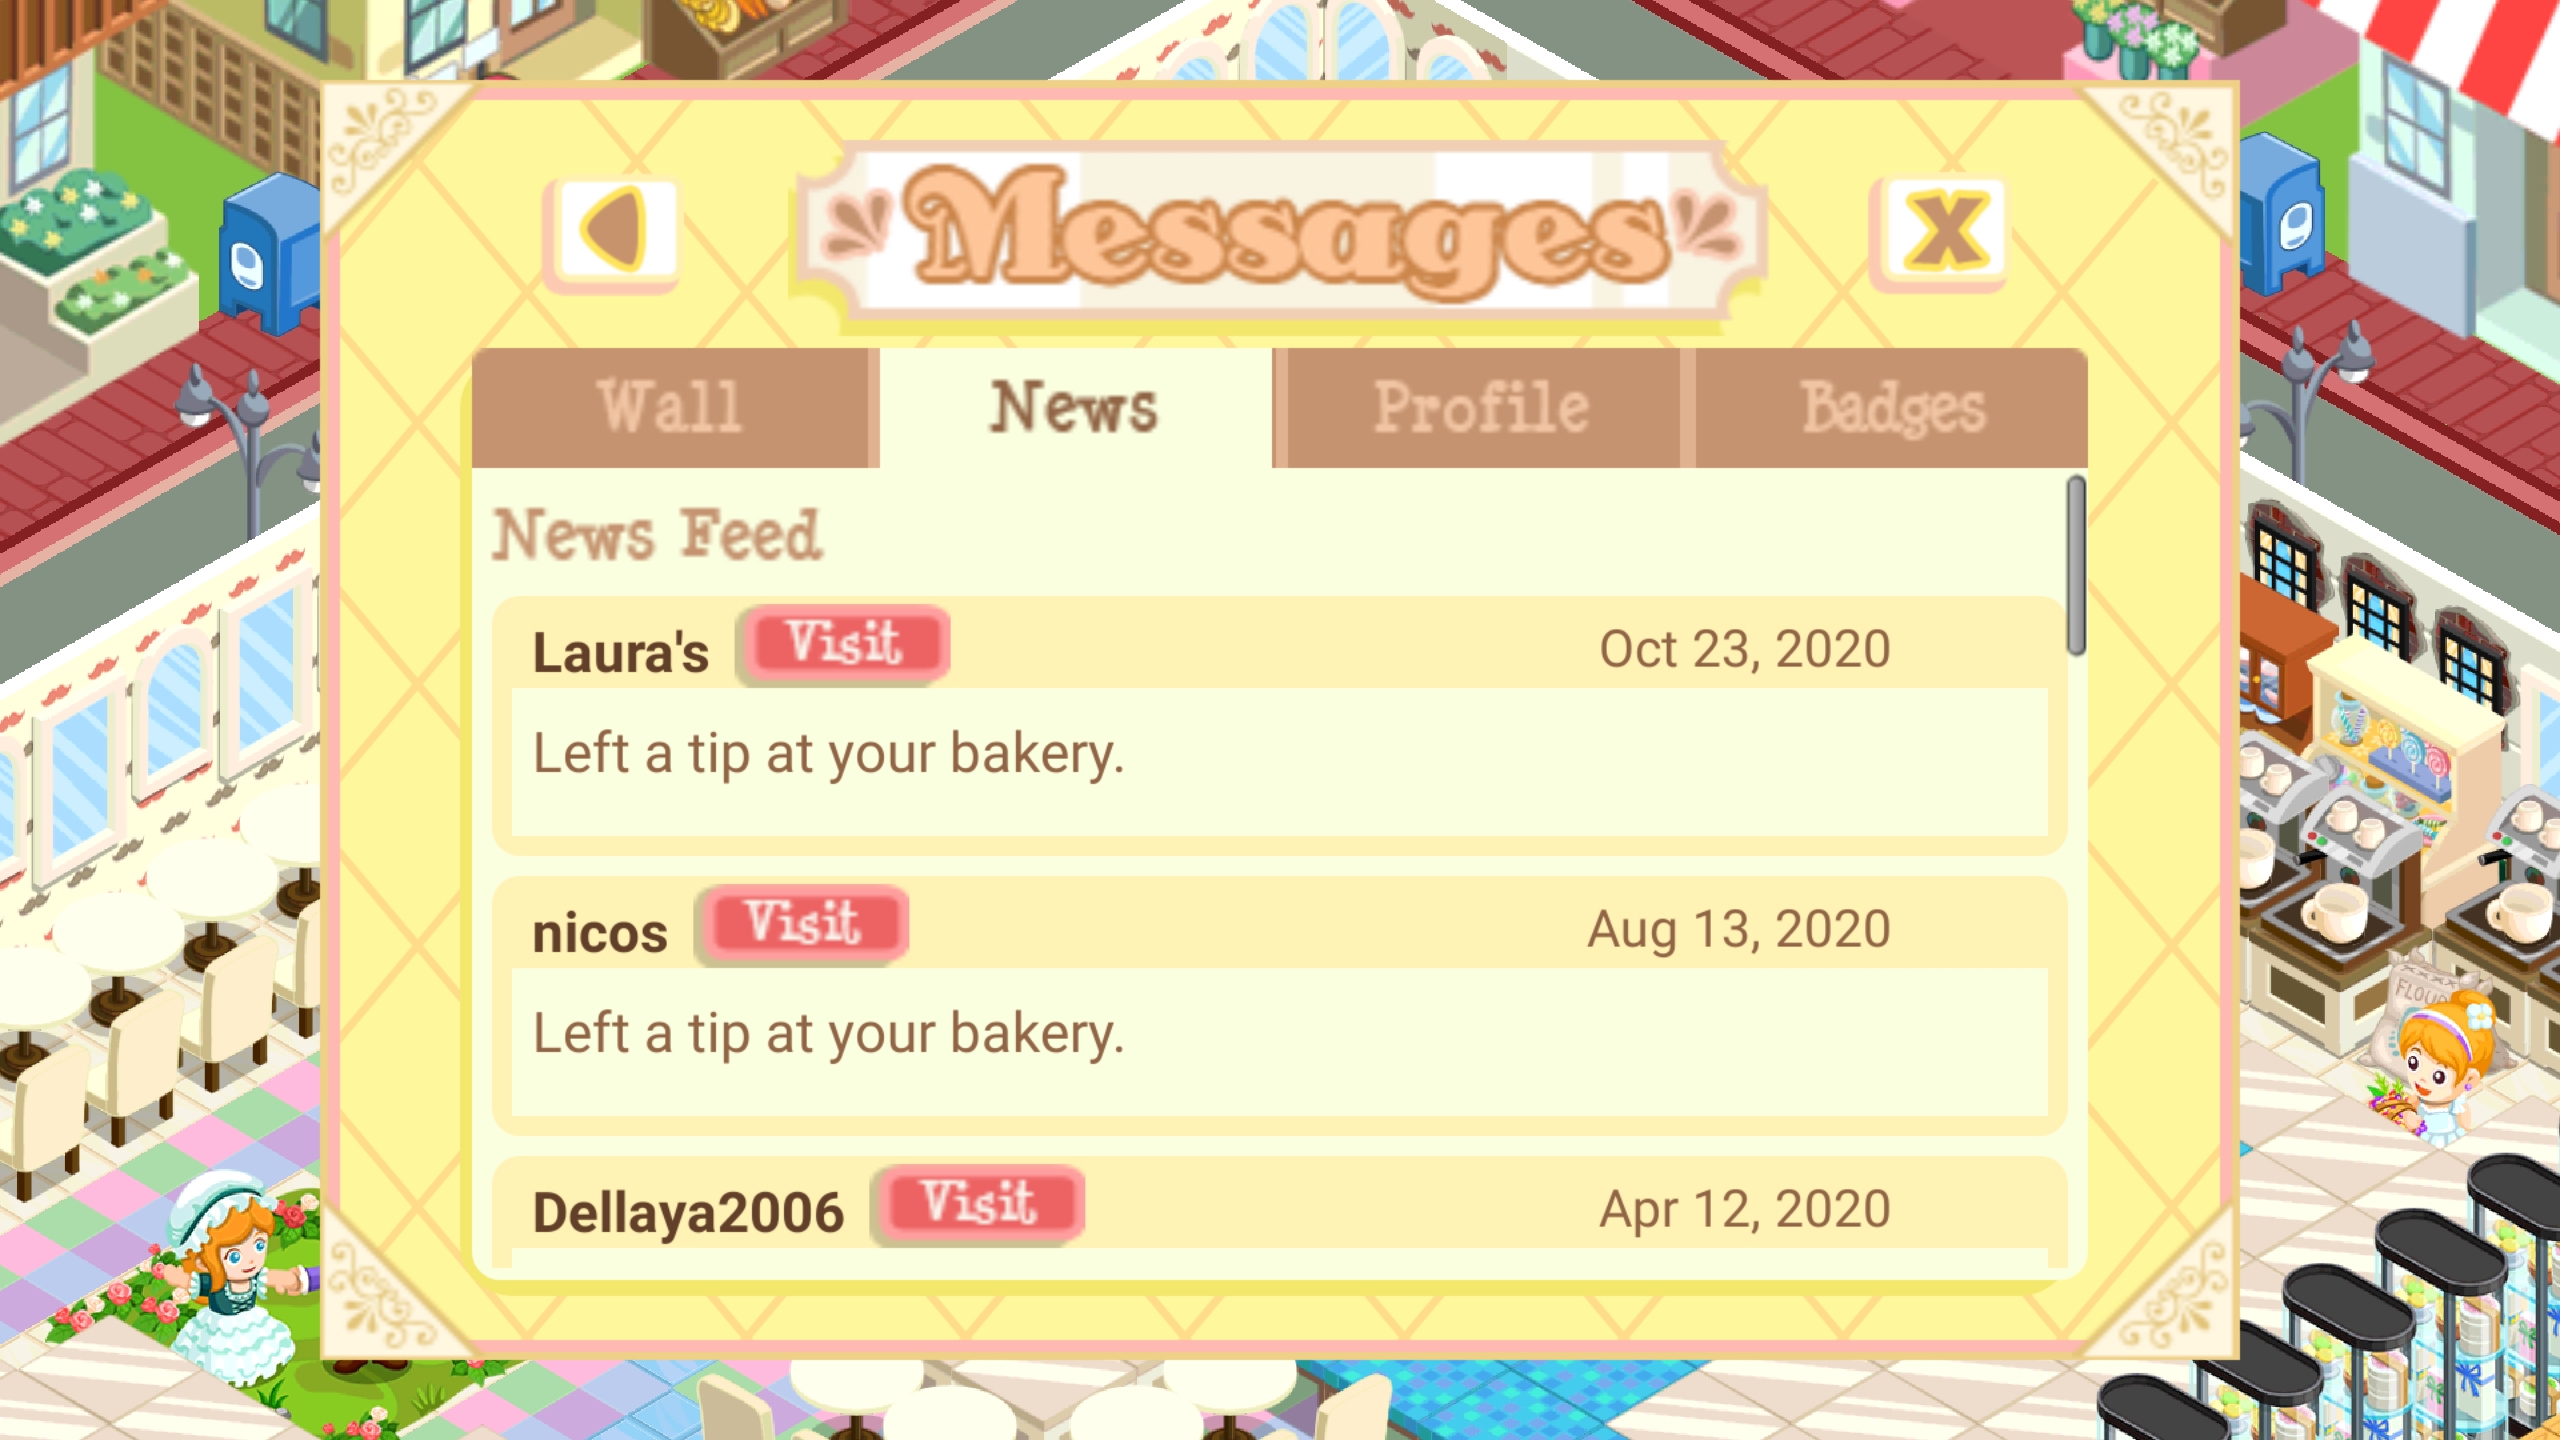 Messages
Wall News Profile Badges
News Feed
Laura's Visit Oct 23, 2020
Left a tip at your bakery.
nicos Visit Aug 13, 2020
Left a tip at your bakery.
Dellaya2006 Visit Apr 12, 2020